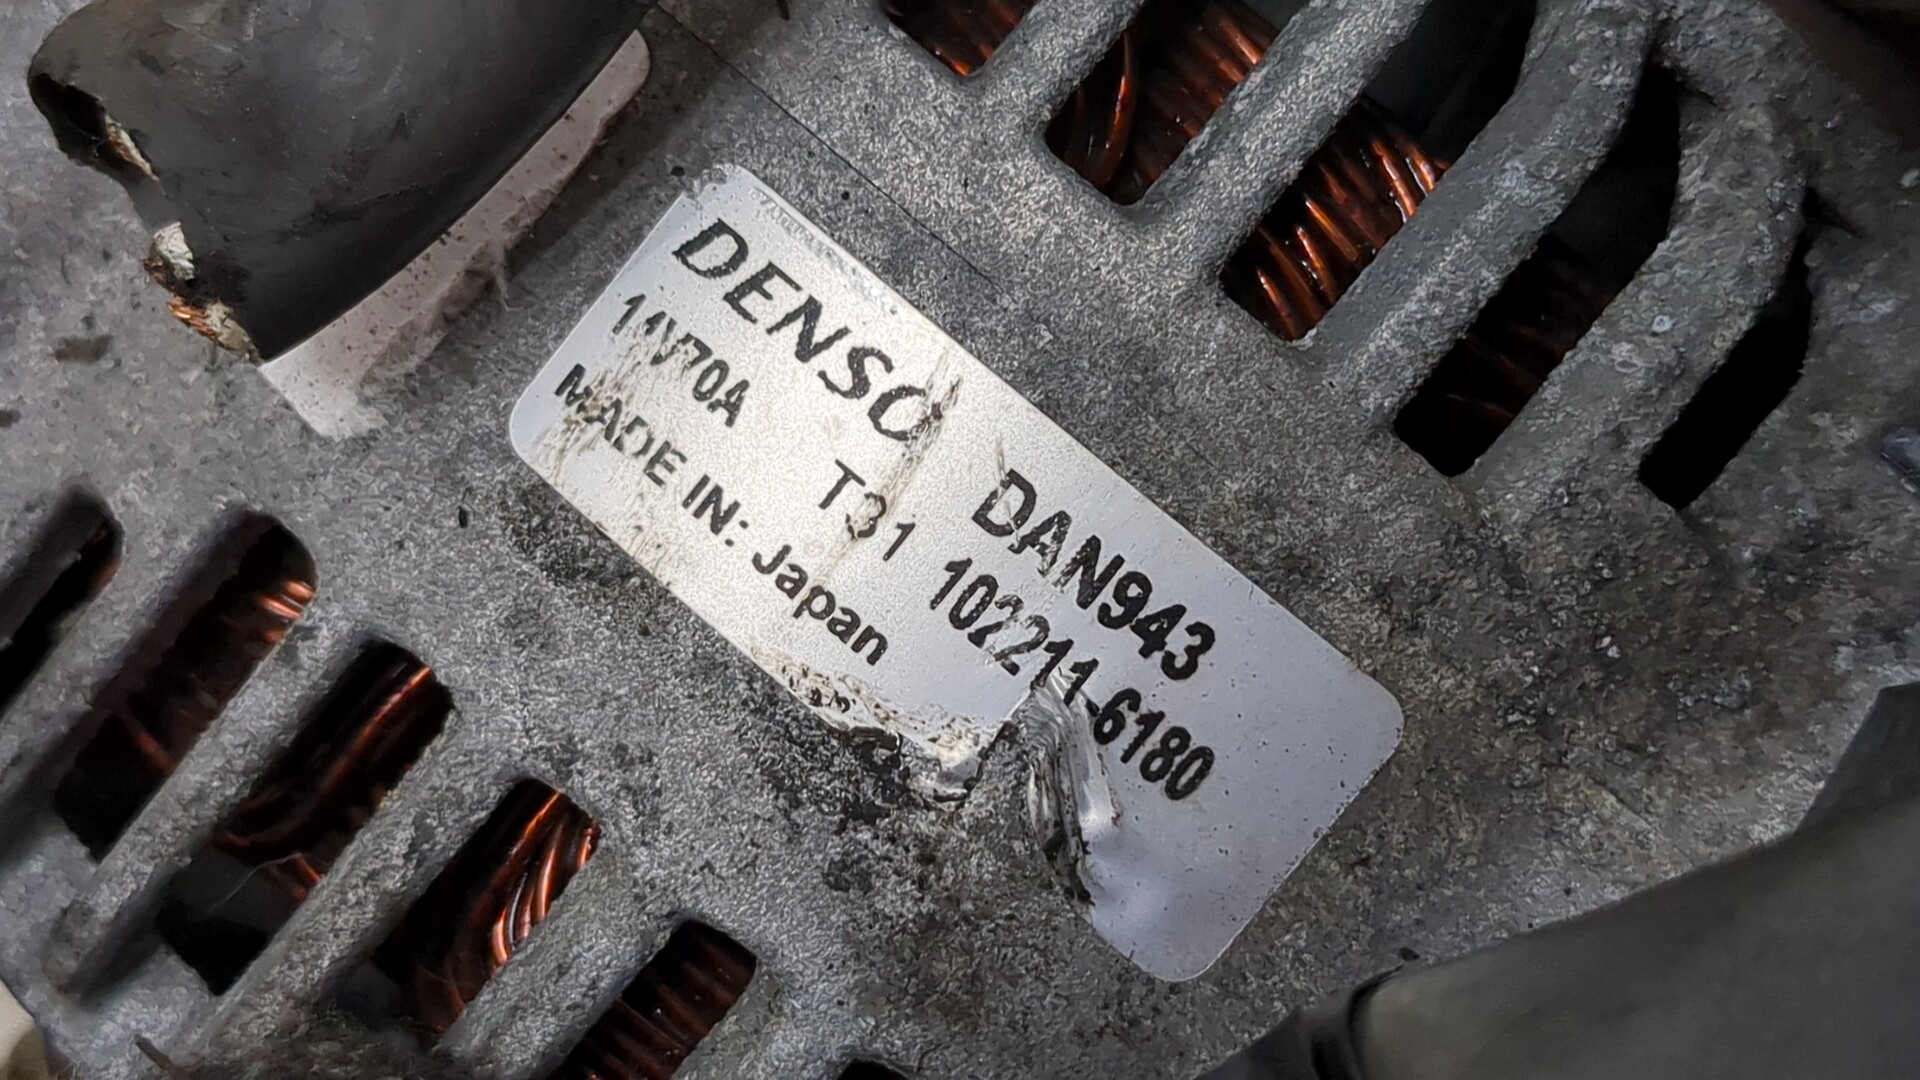 DENSO DAN943
14V70A T31 102211-6180
MADE IN: Japan